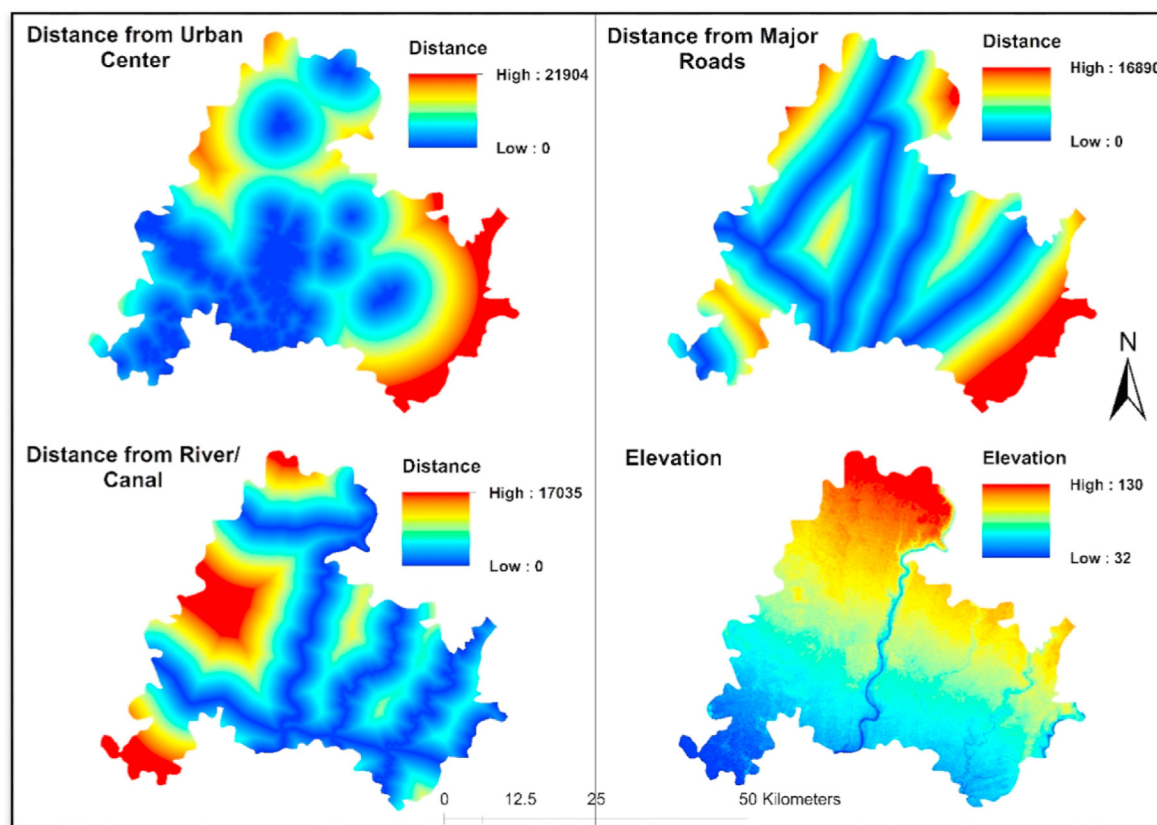 Distance from Urban
Center
Distance
High : 21904
Low : 0
Distance from Major
Roads
Distance
High : 16890
Low : 0
N
Distance from River/
Canal
Distance
High : 17035
Low : 0
Elevation
Elevation
High : 130
Low : 32
0 12.5 25 50 Kilometers